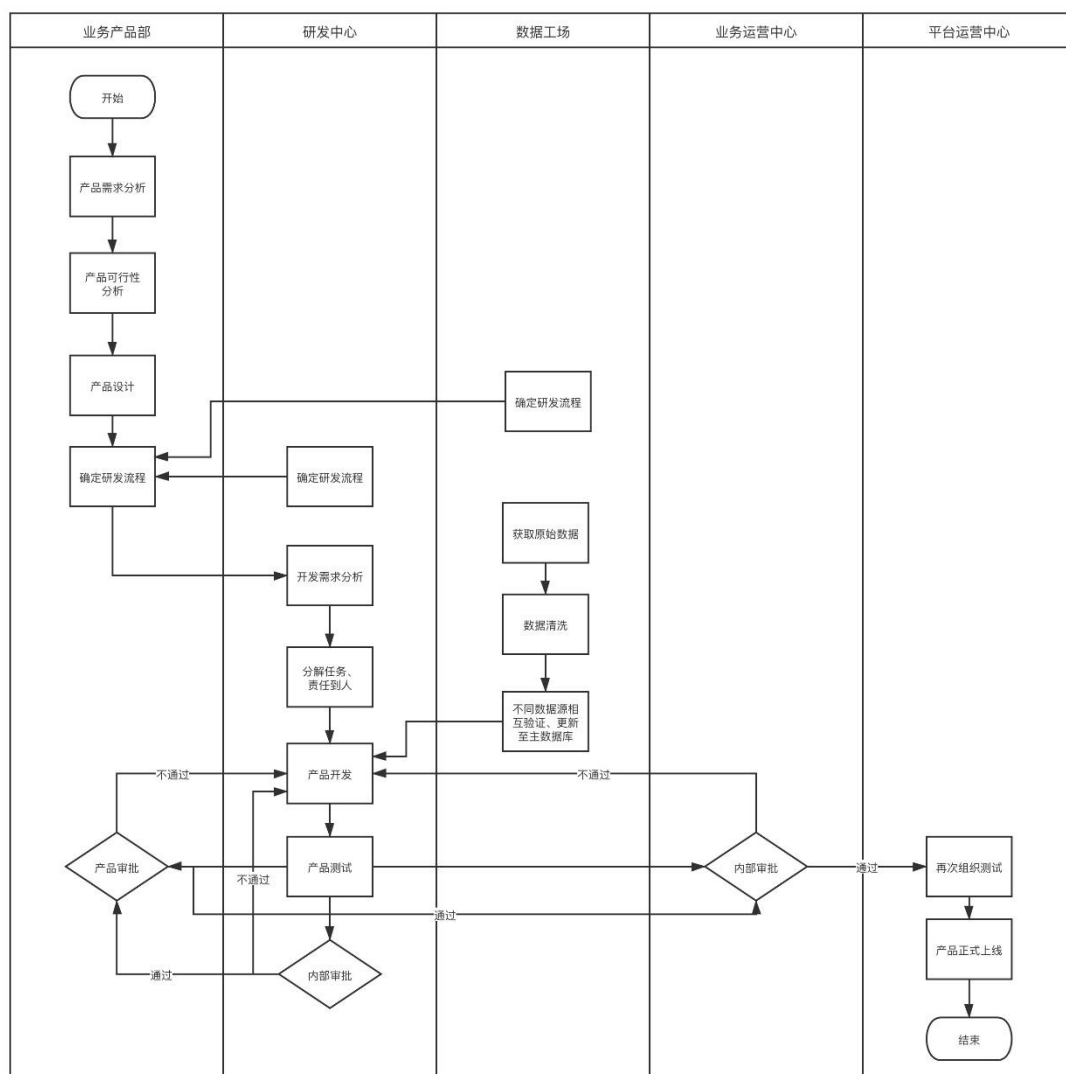 业务产品部
研发中心
数据工场
业务运营中心
平台运营中心
开始
产品需求分析
产品可行性
分析
产品设计
确定研发流程
确定研发流程
确定研发流程
获取原始数据
开发需求分析
数据清洗
分解任务、
责任到人
不同数据源相
互验证、更新
至主数据库
不通过
产品开发
不通过
产品审批
不通过
产品测试
内部审批
通过
再次组织测试
通过
产品正式上线
通过
内部审批
结束